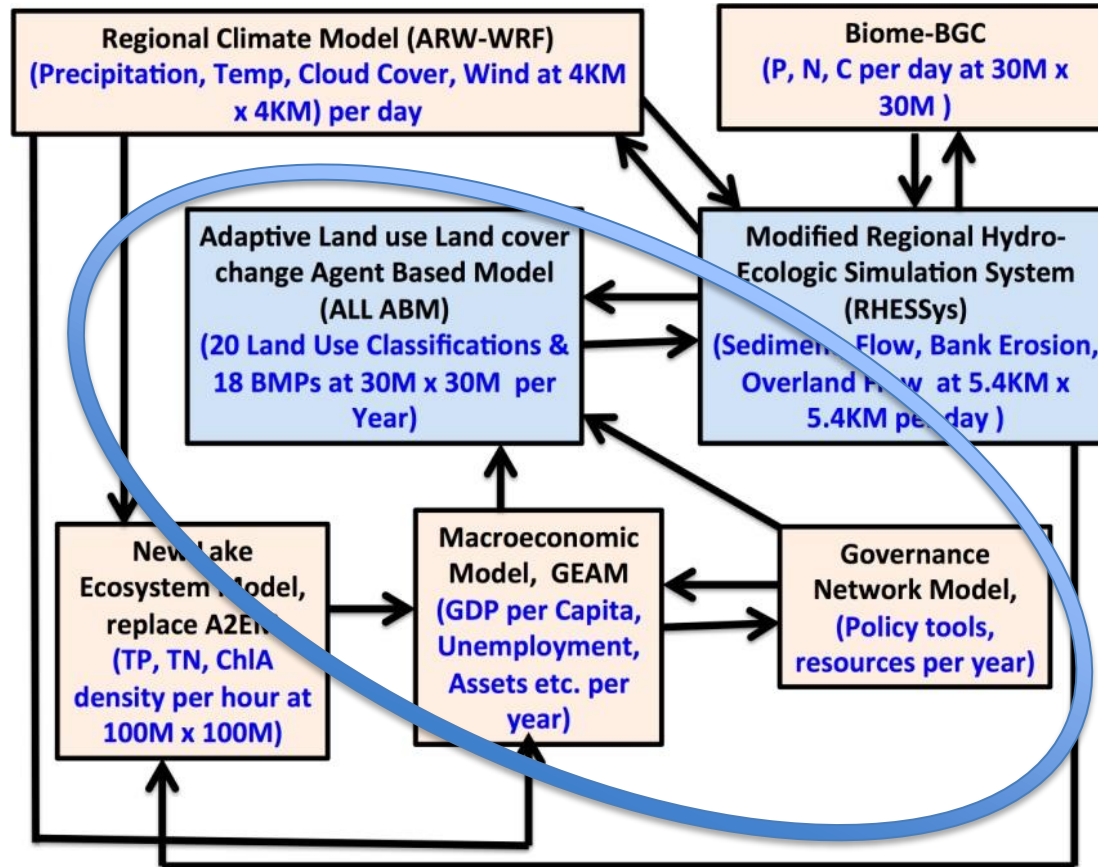 Regional Climate Model (ARW-WRF)
(Precipitation, Temp, Cloud Cover, Wind at 4KM
x 4KM) per day
Biome-BGC
(P, N, C per day at 30M x
30M )
Adaptive Land use Land cover
change Agent Based Model
(ALL ABM)
(20 Land Use Classifications &
18 BMPs at 30M x 30M per
Year)
Modified Regional Hydro-
Ecologic Simulation System
(RHESSys)
Flow, Bank Erosion,
Overland Flow at 5.4KM x
5.4KM per day )
New Lake
Ecosystem Model,
replace
(TP, TN, ChlA
density per hour at
100M x 100M)
Macroeconomic
Model, GEAM
(GDP per Capita,
Unemployment,
Assets etc. per
year)
Governance
Network Model,
(Policy tools,
resources per year)